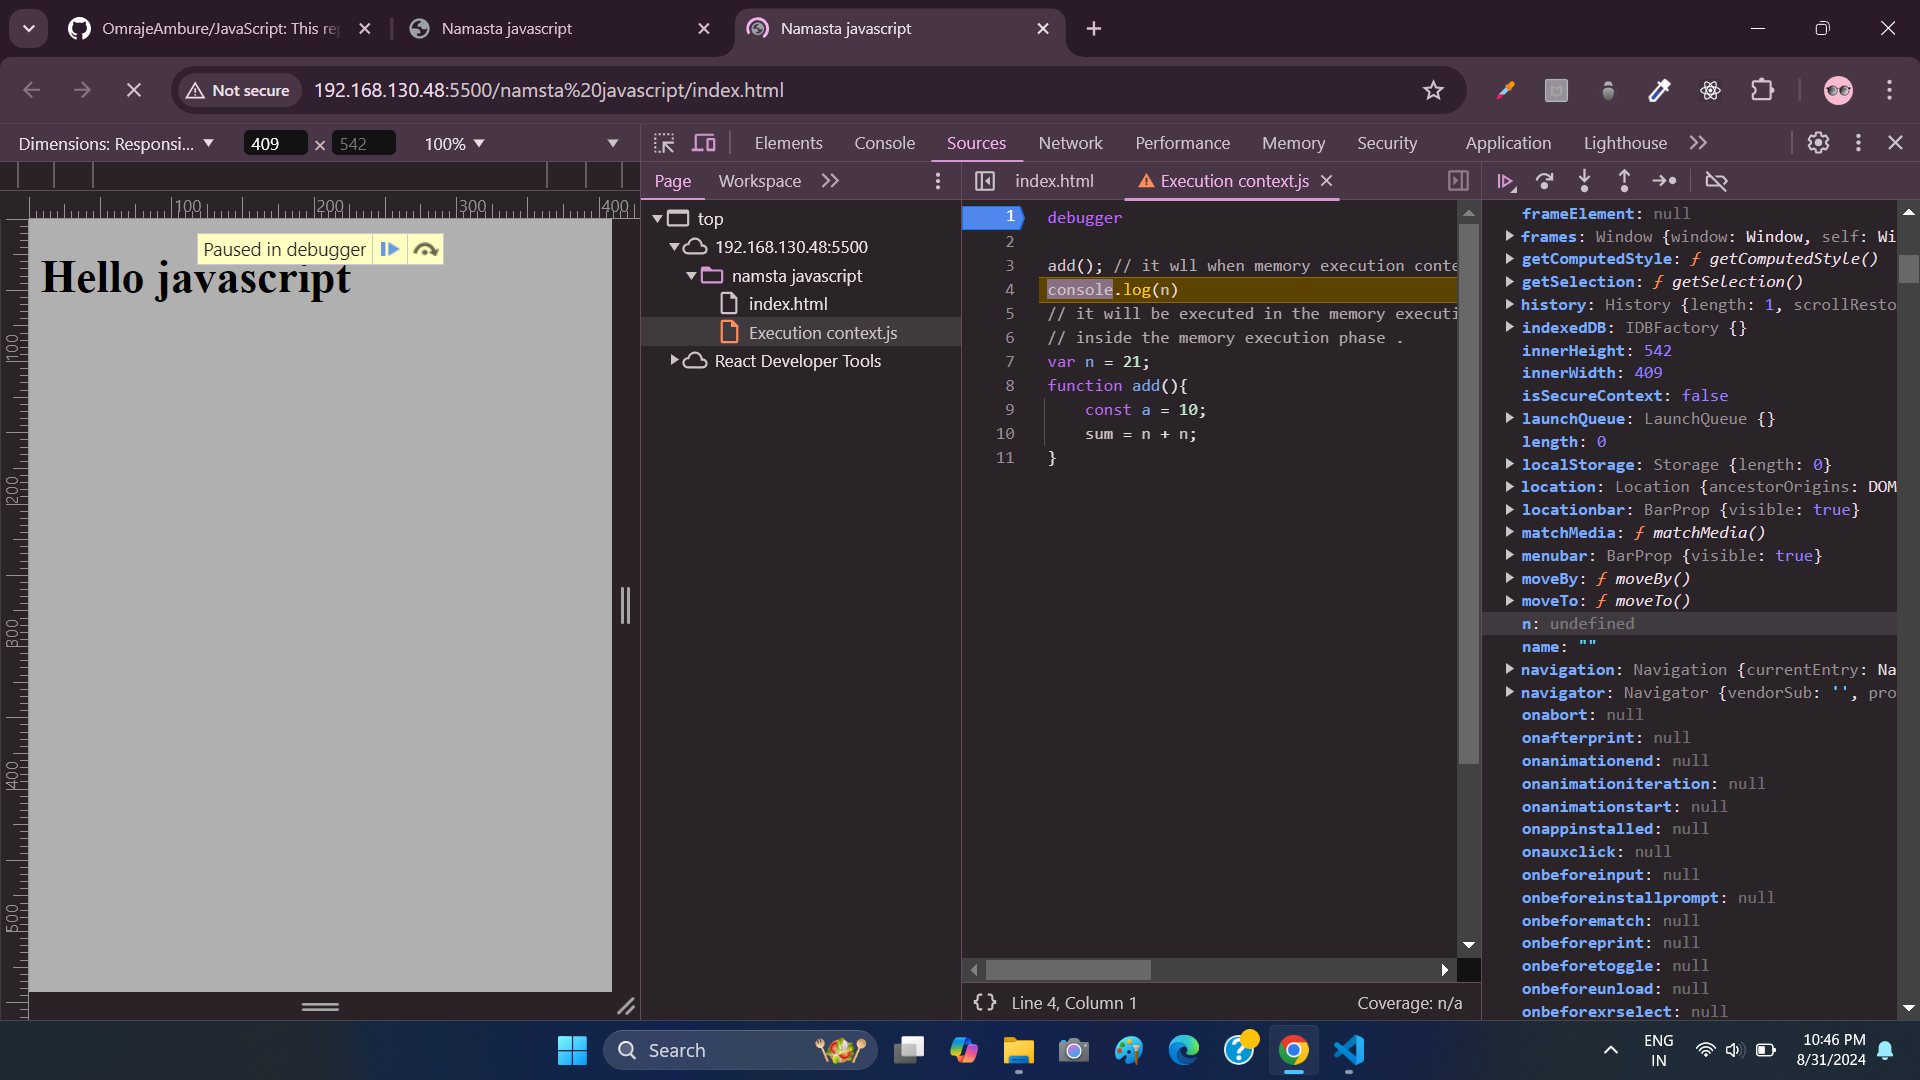 OmrajeAmbure/JavaScript: This re
Namasta javascript
Namasta javascript
Not secure
192.168.130.48:5500/namsta%20javascript/index.html
Dimensions: Responsi...
409
×
542
100%
Elements
Console
Sources
Network
Performance
Memory
Security
Application
Lighthouse
Page
Workspace
index.html
Execution context.js
100
200
300
400
100
200
300
400
500
Paused in debugger
Hello javascript
top
192.168.130.48:5500
namsta javascript
index.html
Execution context.js
React Developer Tools
1 debugger
2
3 add(); // it wll when memory execution conte
4 console.log(n)
5 // it will be executed in the memory executi
6 // inside the memory execution phase .
7 var n = 21;
8 function add(){
9 const a = 10;
10 sum = n + n;
11 }
{} Line 4, Column 1
Coverage: n/a
frameElement: null
frames: Window {window: Window, self: Wi
getComputedStyle: ƒ getComputedStyle()
getSelection: ƒ getSelection()
history: History {length: 1, scrollResto
indexedDB: IDBFactory {}
innerHeight: 542
innerWidth: 409
isSecureContext: false
launchQueue: LaunchQueue {}
length: 0
localStorage: Storage {length: 0}
location: Location {ancestorOrigins: DOM
locationbar: BarProp {visible: true}
matchMedia: ƒ matchMedia()
menubar: BarProp {visible: true}
moveBy: ƒ moveBy()
moveTo: ƒ moveTo()
n: undefined
name: ""
navigation: Navigation {currentEntry: Na
navigator: Navigator {vendorSub: '', pro
onabort: null
onafterprint: null
onanimationend: null
onanimationiteration: null
onanimationstart: null
onappinstalled: null
onauxclick: null
onbeforeinput: null
onbeforeinstallprompt: null
onbeforematch: null
onbeforeprint: null
onbeforetoggle: null
onbeforeunload: null
onbeforexrselect: null
Search
ENG
IN
10:46 PM
8/31/2024